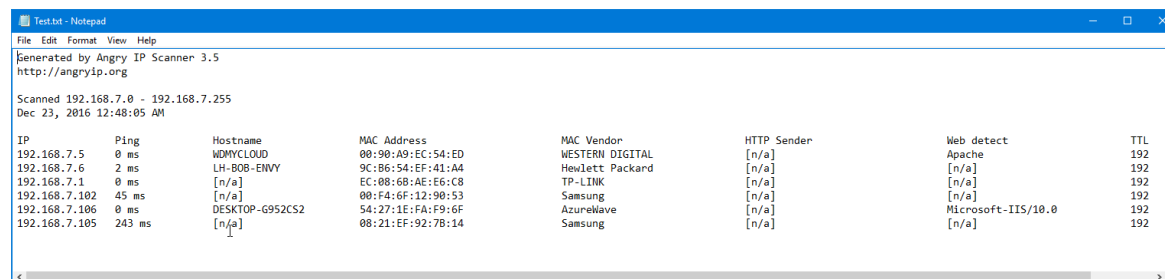 Test.txt - Notepad
File Edit Format View Help
Generated by Angry IP Scanner 3.5
http://angryip.org
Scanned 192.168.7.0 - 192.168.7.255
Dec 23, 2016 12:48:05 AM
IP Ping Hostname MAC Address MAC Vendor HTTP Sender Web detect TTL
192.168.7.5 0 ms WDMYCLOUD 00:90:A9:EC:54:ED WESTERN DIGITAL [n/a] Apache 192
192.168.7.6 2 ms LH-BOB-ENVY 9C:B6:54:EF:41:A4 Hewlett Packard [n/a] [n/a] 192
192.168.7.1 0 ms [n/a] EC:08:6B:AE:E6:C8 TP-LINK [n/a] [n/a] 192
192.168.7.102 45 ms [n/a] 00:F4:6F:12:90:53 Samsung [n/a] [n/a] 192
192.168.7.106 0 ms DESKTOP-G952CS2 54:27:1E:FA:F9:6F AzureWave [n/a] Microsoft-IIS/10.0 192
192.168.7.105 243 ms [n/a] 08:21:EF:92:7B:14 Samsung [n/a] [n/a] 192